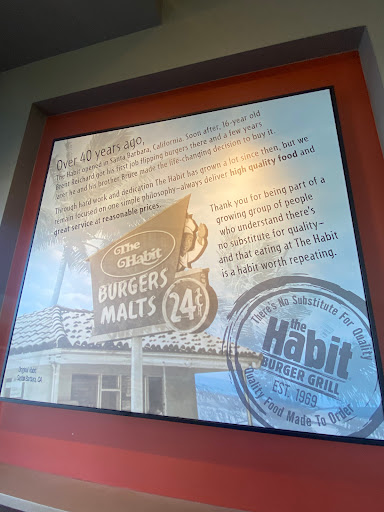 Over 40 years ago,
The Habit opened in Santa Barbara, California. Soon after, 16-year old
Brent Reichard got his first job flipping burgers there and a few years
later he and his brother Bruce made the life-changing decision to buy it.
Through hard work and dedication The Habit has grown a lot since then, but we
remain focused on one simple philosophy–always deliver high quality food and
great service at reasonable prices.
Thank you for being part of a
growing group of people
who understand there's
no substitute for quality–
and that eating at The Habit
is a habit worth repeating.
The
Habit
BURGERS
MALTS
24¢
There's No Substitute For Quality
the
Habit
BURGER GRILL
EST. 1969
Quality Food Made To Order
Original Habit
Santa Barbara, CA